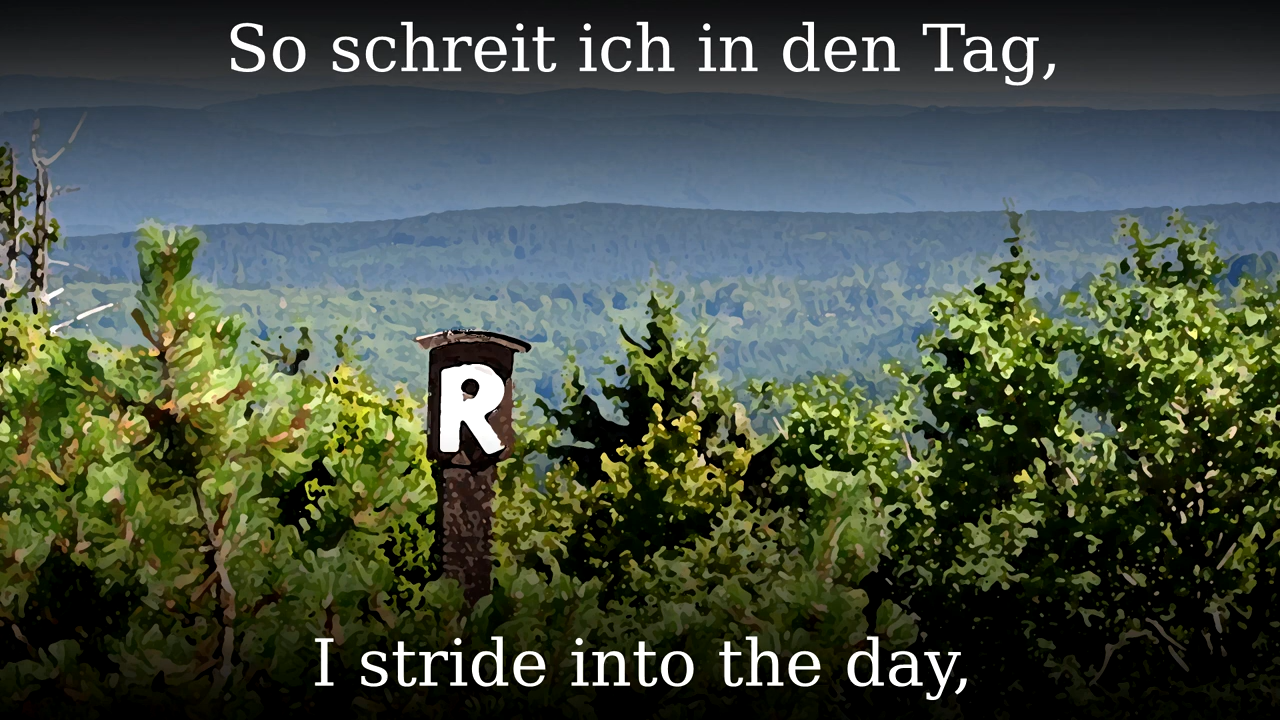 So schreit ich in den Tag,
R
I stride into the day,